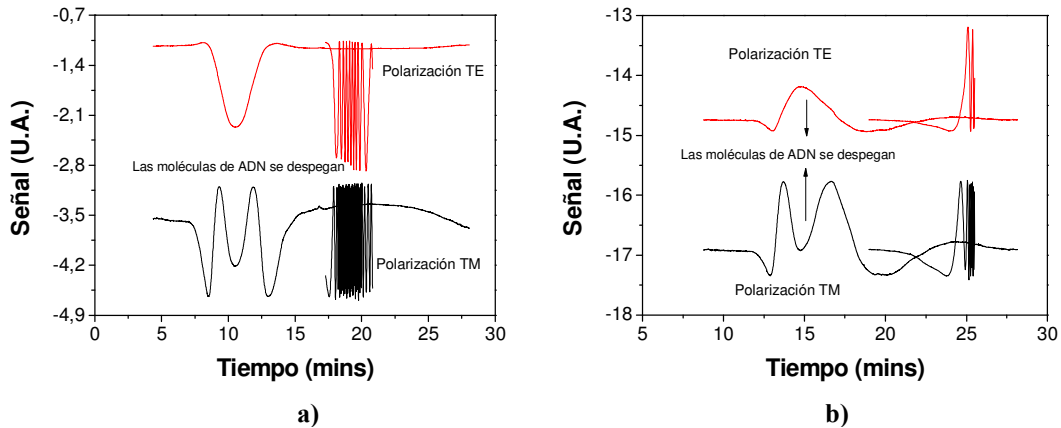 -0,7
-1,4
-2,1
-2,8
-3,5
-4,2
-4,9
Señal (U.A.)
Polarización TE
Las moléculas de ADN se despegan
Polarización TM
0 5 10 15 20 25 30
Tiempo (mins)
a)
-13
-14
-15
-16
-17
-18
Señal (U.A.)
Polarización TE
Las moléculas de ADN se despegan
Polarización TM
5 10 15 20 25 30
Tiempo (mins)
b)